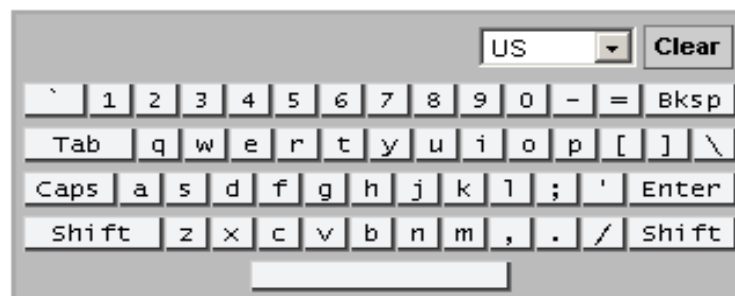 US Clear
` 1 2 3 4 5 6 7 8 9 0 - = Bksp
Tab q w e r t y u i o p [ ] \
Caps a s d f g h j k l ; ' Enter
Shift z x c v b n m , . / Shift